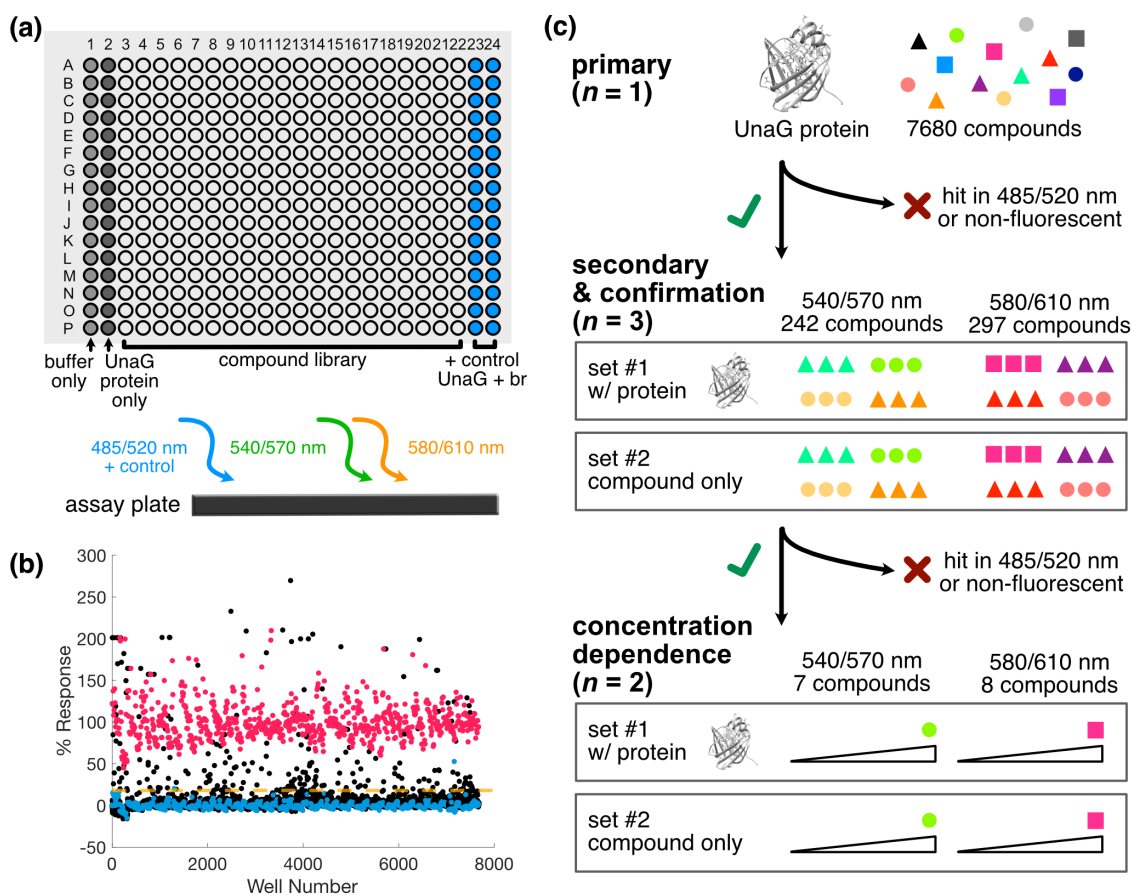 (a)
1 2 3 4 5 6 7 8 9 10 11 12 13 14 15 16 17 18 19 20 21 22 23 24
A
B
C
D
E
F
G
H
I
J
K
L
M
N
O
P
buffer
only
UnaG
protein
only
compound library
+ control
UnaG + br
485/520 nm
+ control
540/570 nm
580/610 nm
assay plate
(b)
% Response
300
250
200
150
100
50
0
-50
0 2000 4000 6000 8000
Well Number
(c)
primary
(n = 1)
UnaG protein
7680 compounds
hit in 485/520 nm
or non-fluorescent
secondary
& confirmation
(n = 3)
540/570 nm
242 compounds
580/610 nm
297 compounds
set #1
w/ protein
set #2
compound only
hit in 485/520 nm
or non-fluorescent
concentration
dependence
(n = 2)
540/570 nm
7 compounds
580/610 nm
8 compounds
set #1
w/ protein
set #2
compound only